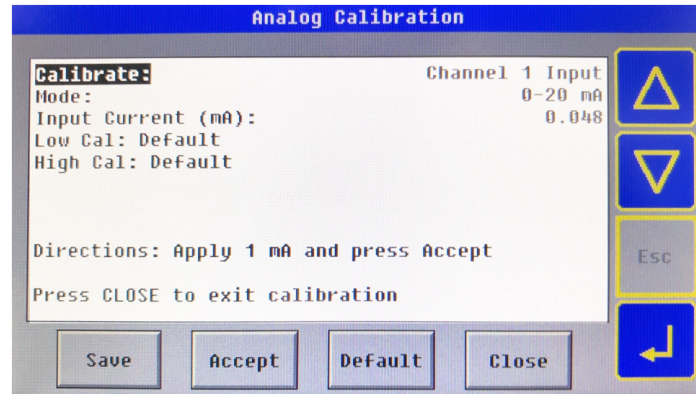 Analog Calibration
Calibrate: Channel 1 Input
Mode: 0-20 mA
Input Current (mA): 0.048
Low Cal: Default
High Cal: Default
Directions: Apply 1 mA and press Accept
Esc
Press CLOSE to exit calibration
Save Accept Default Close